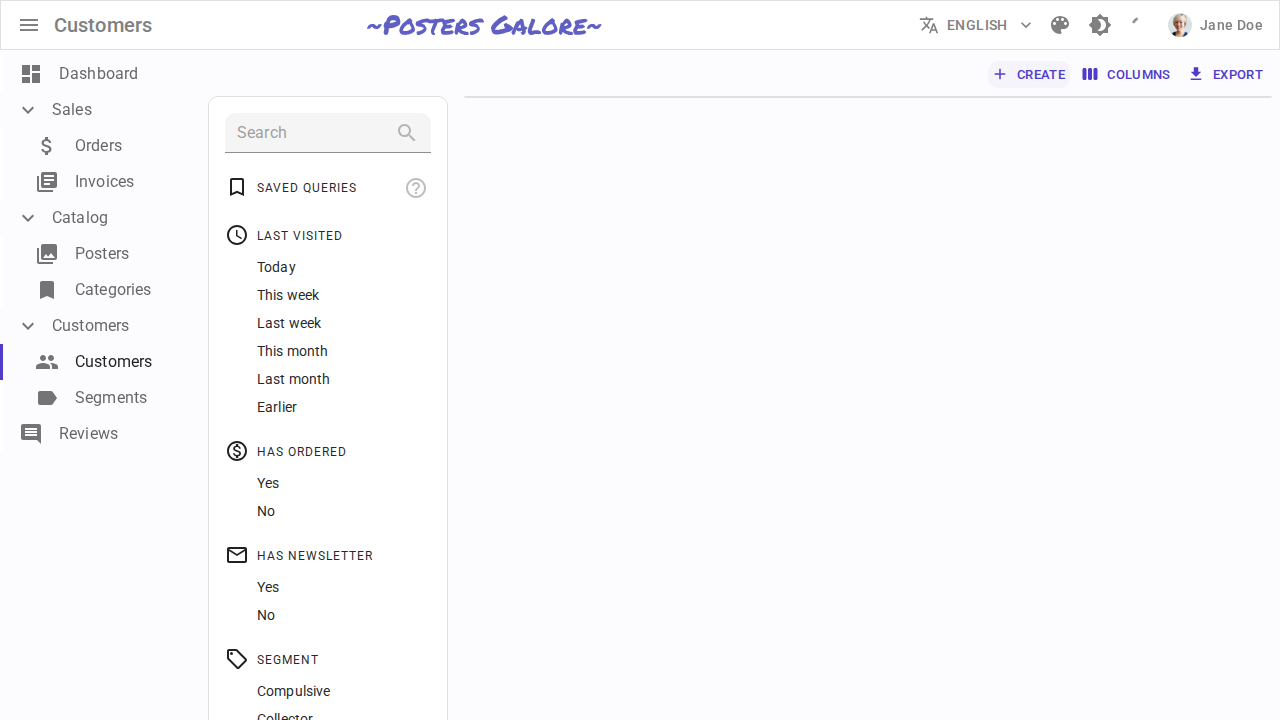 Customers
~Posters Galore~
ENGLISH
Jane Doe
Dashboard
Sales
Orders
Invoices
Catalog
Posters
Categories
Customers
Customers
Segments
Reviews
CREATE
COLUMNS
EXPORT
Search
SAVED QUERIES
LAST VISITED
Today
This week
Last week
This month
Last month
Earlier
HAS ORDERED
Yes
No
HAS NEWSLETTER
Yes
No
SEGMENT
Compulsive
Collector